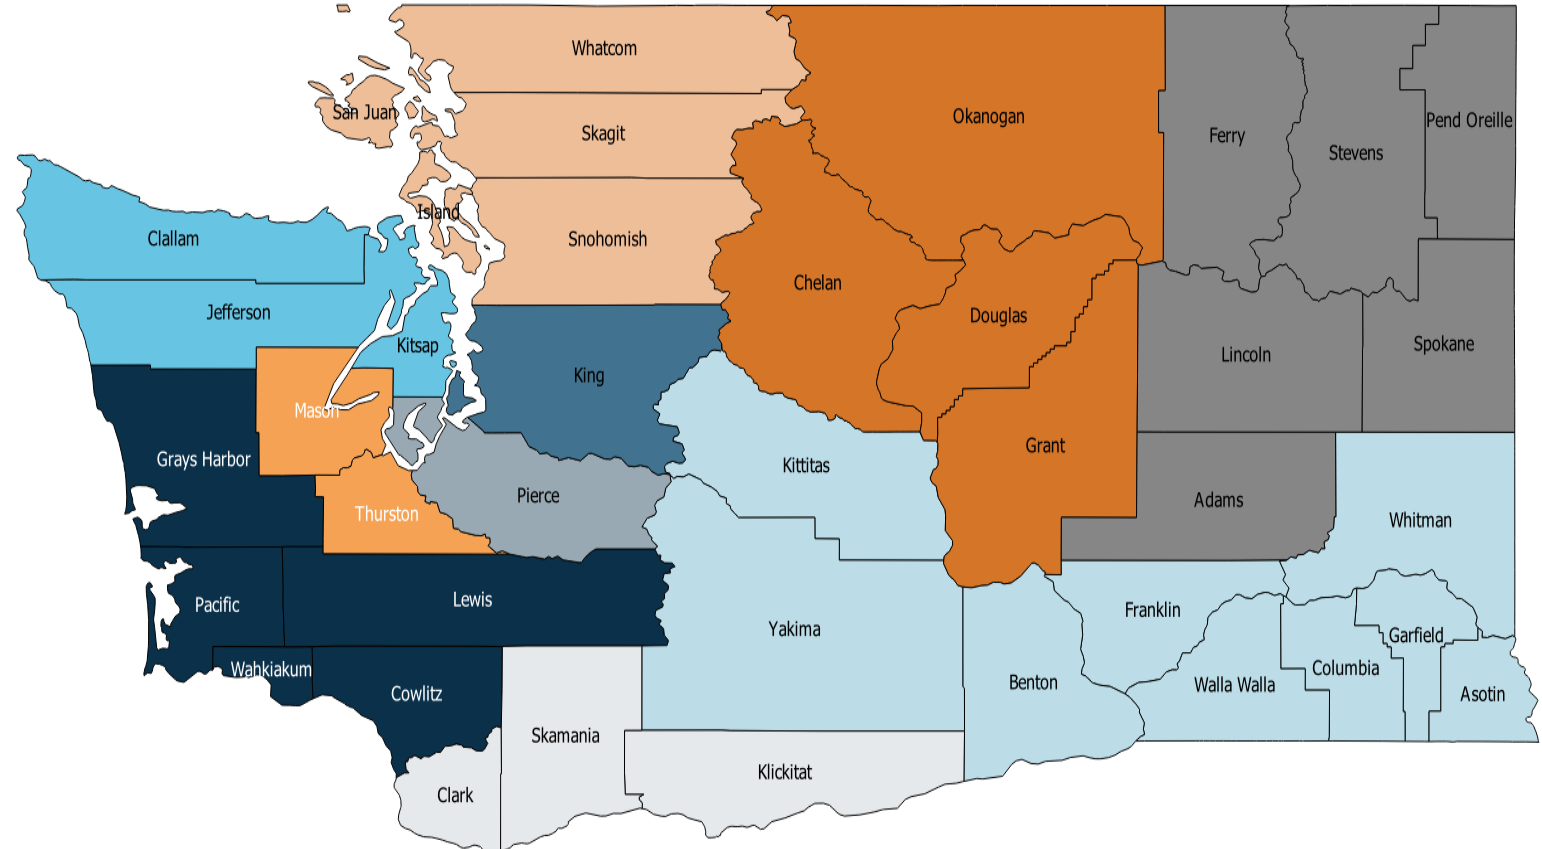 Whatcom
San Juan
Skagit
Okanogan
Ferry
Stevens
Pend Oreille
Island
Clallam
Snohomish
Chelan
Jefferson
Douglas
Kitsap
King
Lincoln
Spokane
Mason
Grays Harbor
Kittitas
Grant
Pierce
Adams
Thurston
Whitman
Pacific
Lewis
Yakima
Franklin
Garfield
Wahkiakum
Cowlitz
Benton
Walla Walla
Columbia
Asotin
Skamania
Klickitat
Clark